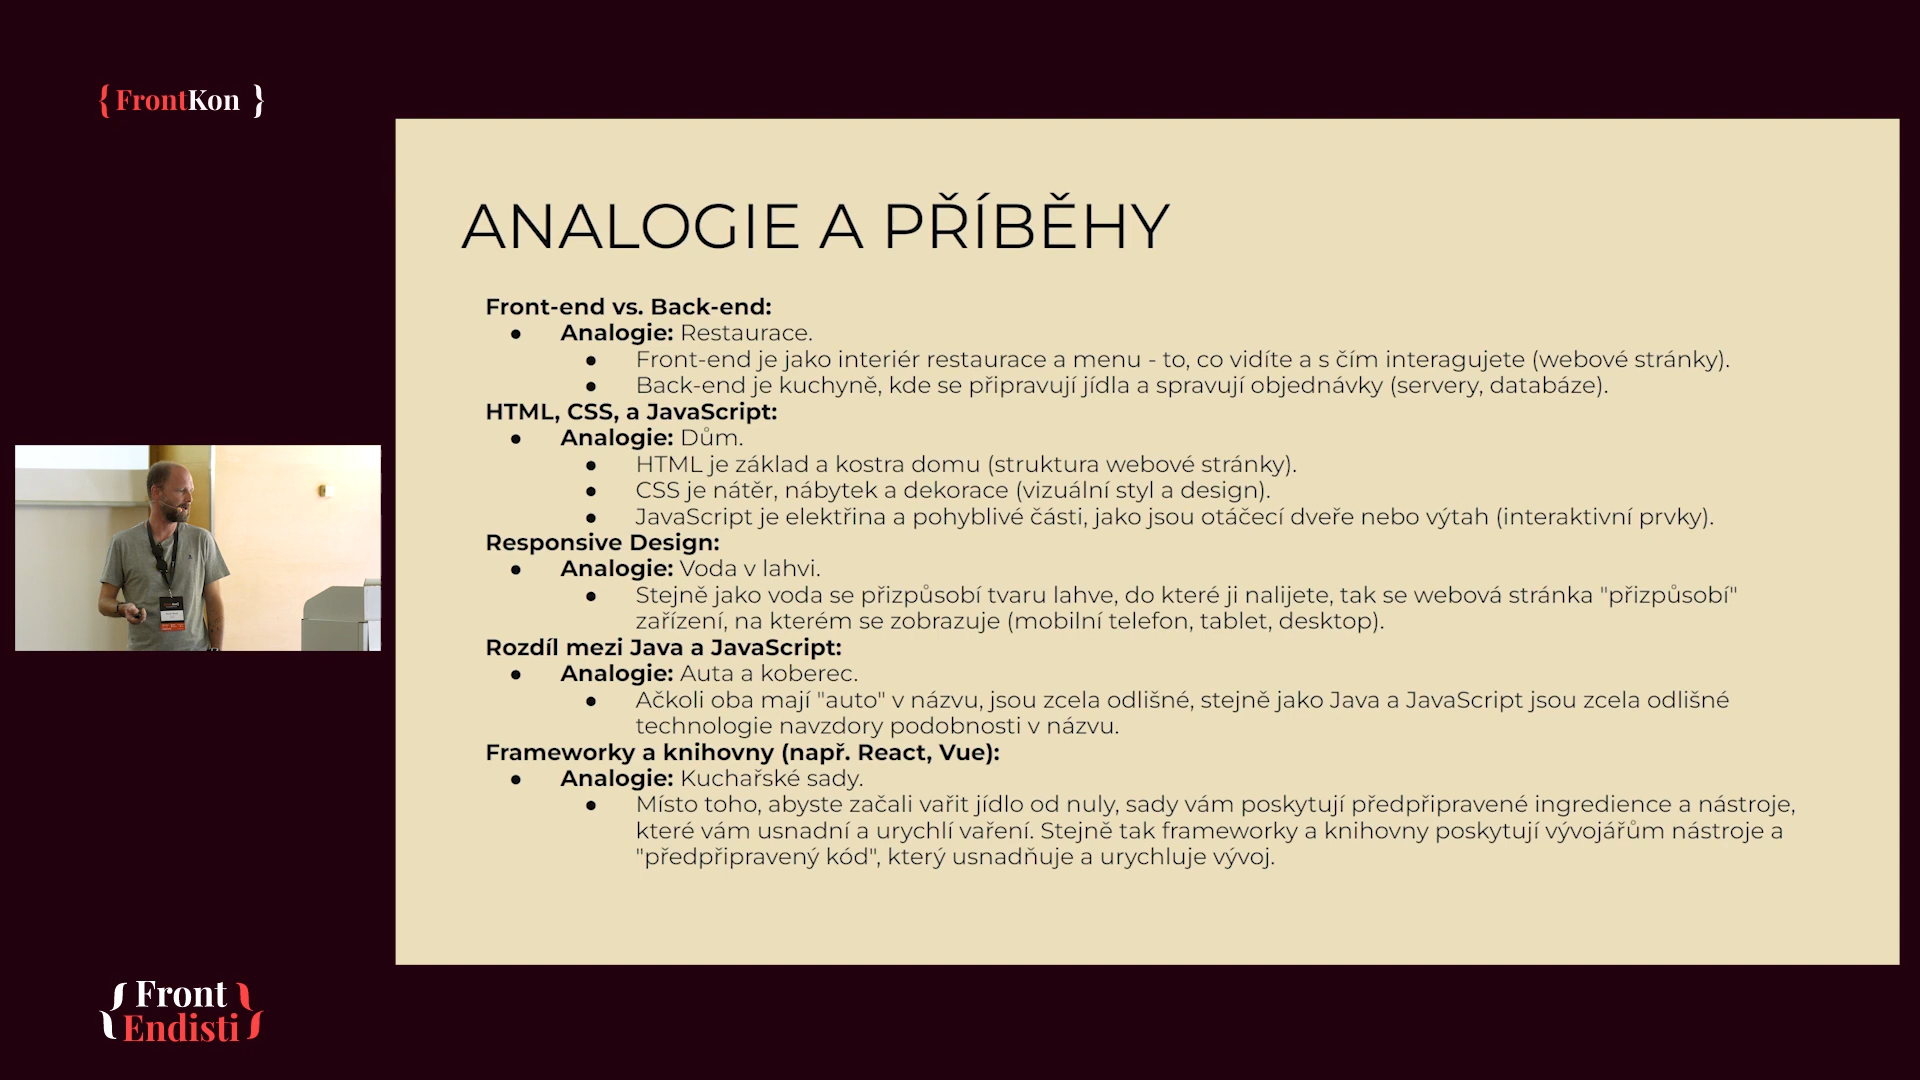 { FrontKon }
ANALOGIE A PŘÍBĚHY
Front-end vs. Back-end:
● Analogie: Restaurace.
● Front-end je jako interiér restaurace a menu - to, co vidíte a s čím interagujete (webové stránky).
● Back-end je kuchyně, kde se připravují jídla a spravují objednávky (servery, databáze).
HTML, CSS, a JavaScript:
● Analogie: Dům.
● HTML je základ a kostra domu (struktura webové stránky).
● CSS je nátěr, nábytek a dekorace (vizuální styl a design).
● JavaScript je elektřina a pohyblivé části, jako jsou otáčecí dveře nebo výtah (interaktivní prvky).
Responsive Design:
● Analogie: Voda v lahvi.
● Stejně jako voda se přizpůsobí tvaru lahve, do které ji nalijete, tak se webová stránka "přizpůsobí"
zařízení, na kterém se zobrazuje (mobilní telefon, tablet, desktop).
Rozdíl mezi Java a JavaScript:
● Analogie: Auta a koberec.
● Ačkoli oba mají "auto" v názvu, jsou zcela odlišné, stejně jako Java a JavaScript jsou zcela odlišné
technologie navzdory podobnosti v názvu.
Frameworky a knihovny (např. React, Vue):
● Analogie: Kuchařské sady.
● Místo toho, abyste začali vařit jídlo od nuly, sady vám poskytují předpřipravené ingredience a nástroje,
které vám usnadní a urychlí vaření. Stejně tak frameworky a knihovny poskytují vývojářům nástroje a
"předpřipravený kód", který usnadňuje a urychluje vývoj.
{ Front }
{ Endisti }